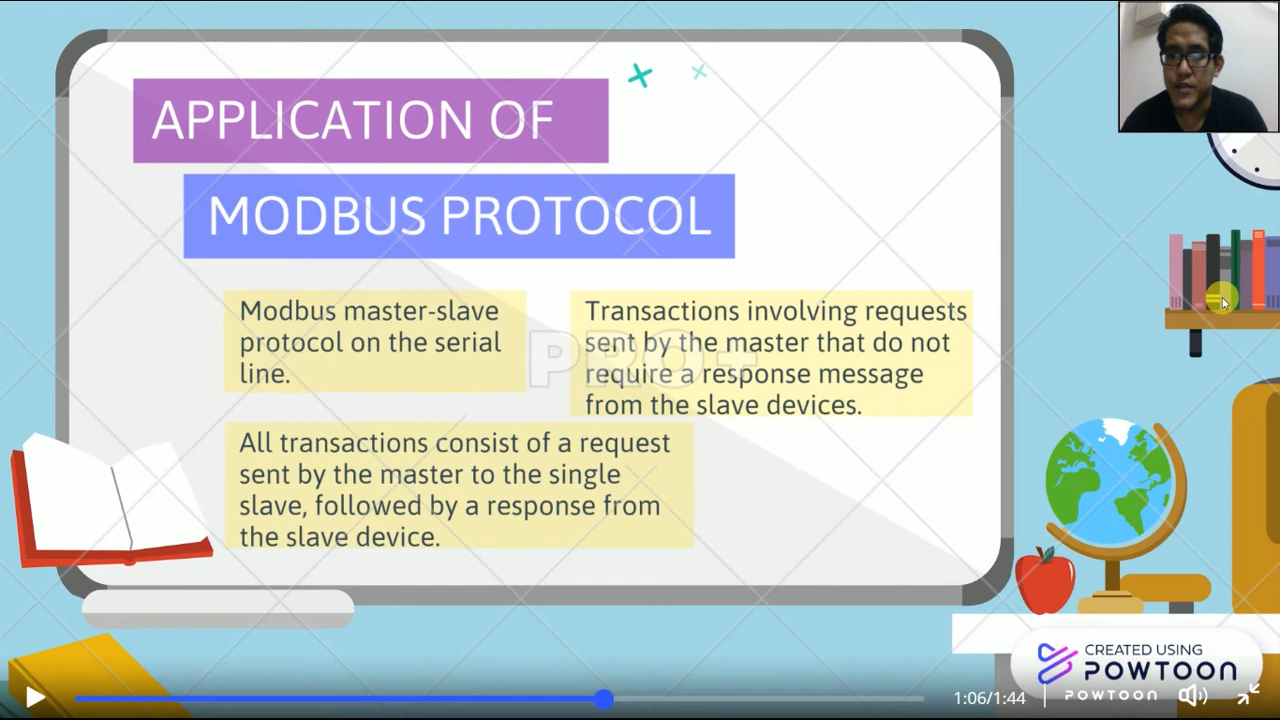 APPLICATION OF
MODBUS PROTOCOL
Modbus master-slave
protocol on the serial
line.
Transactions involving requests
sent by the master that do not
require a response message
from the slave devices.
All transactions consist of a request
sent by the master to the single
slave, followed by a response from
the slave device.
PRO+
CREATED USING
POWTOON
1:06/1:44
POWTOON